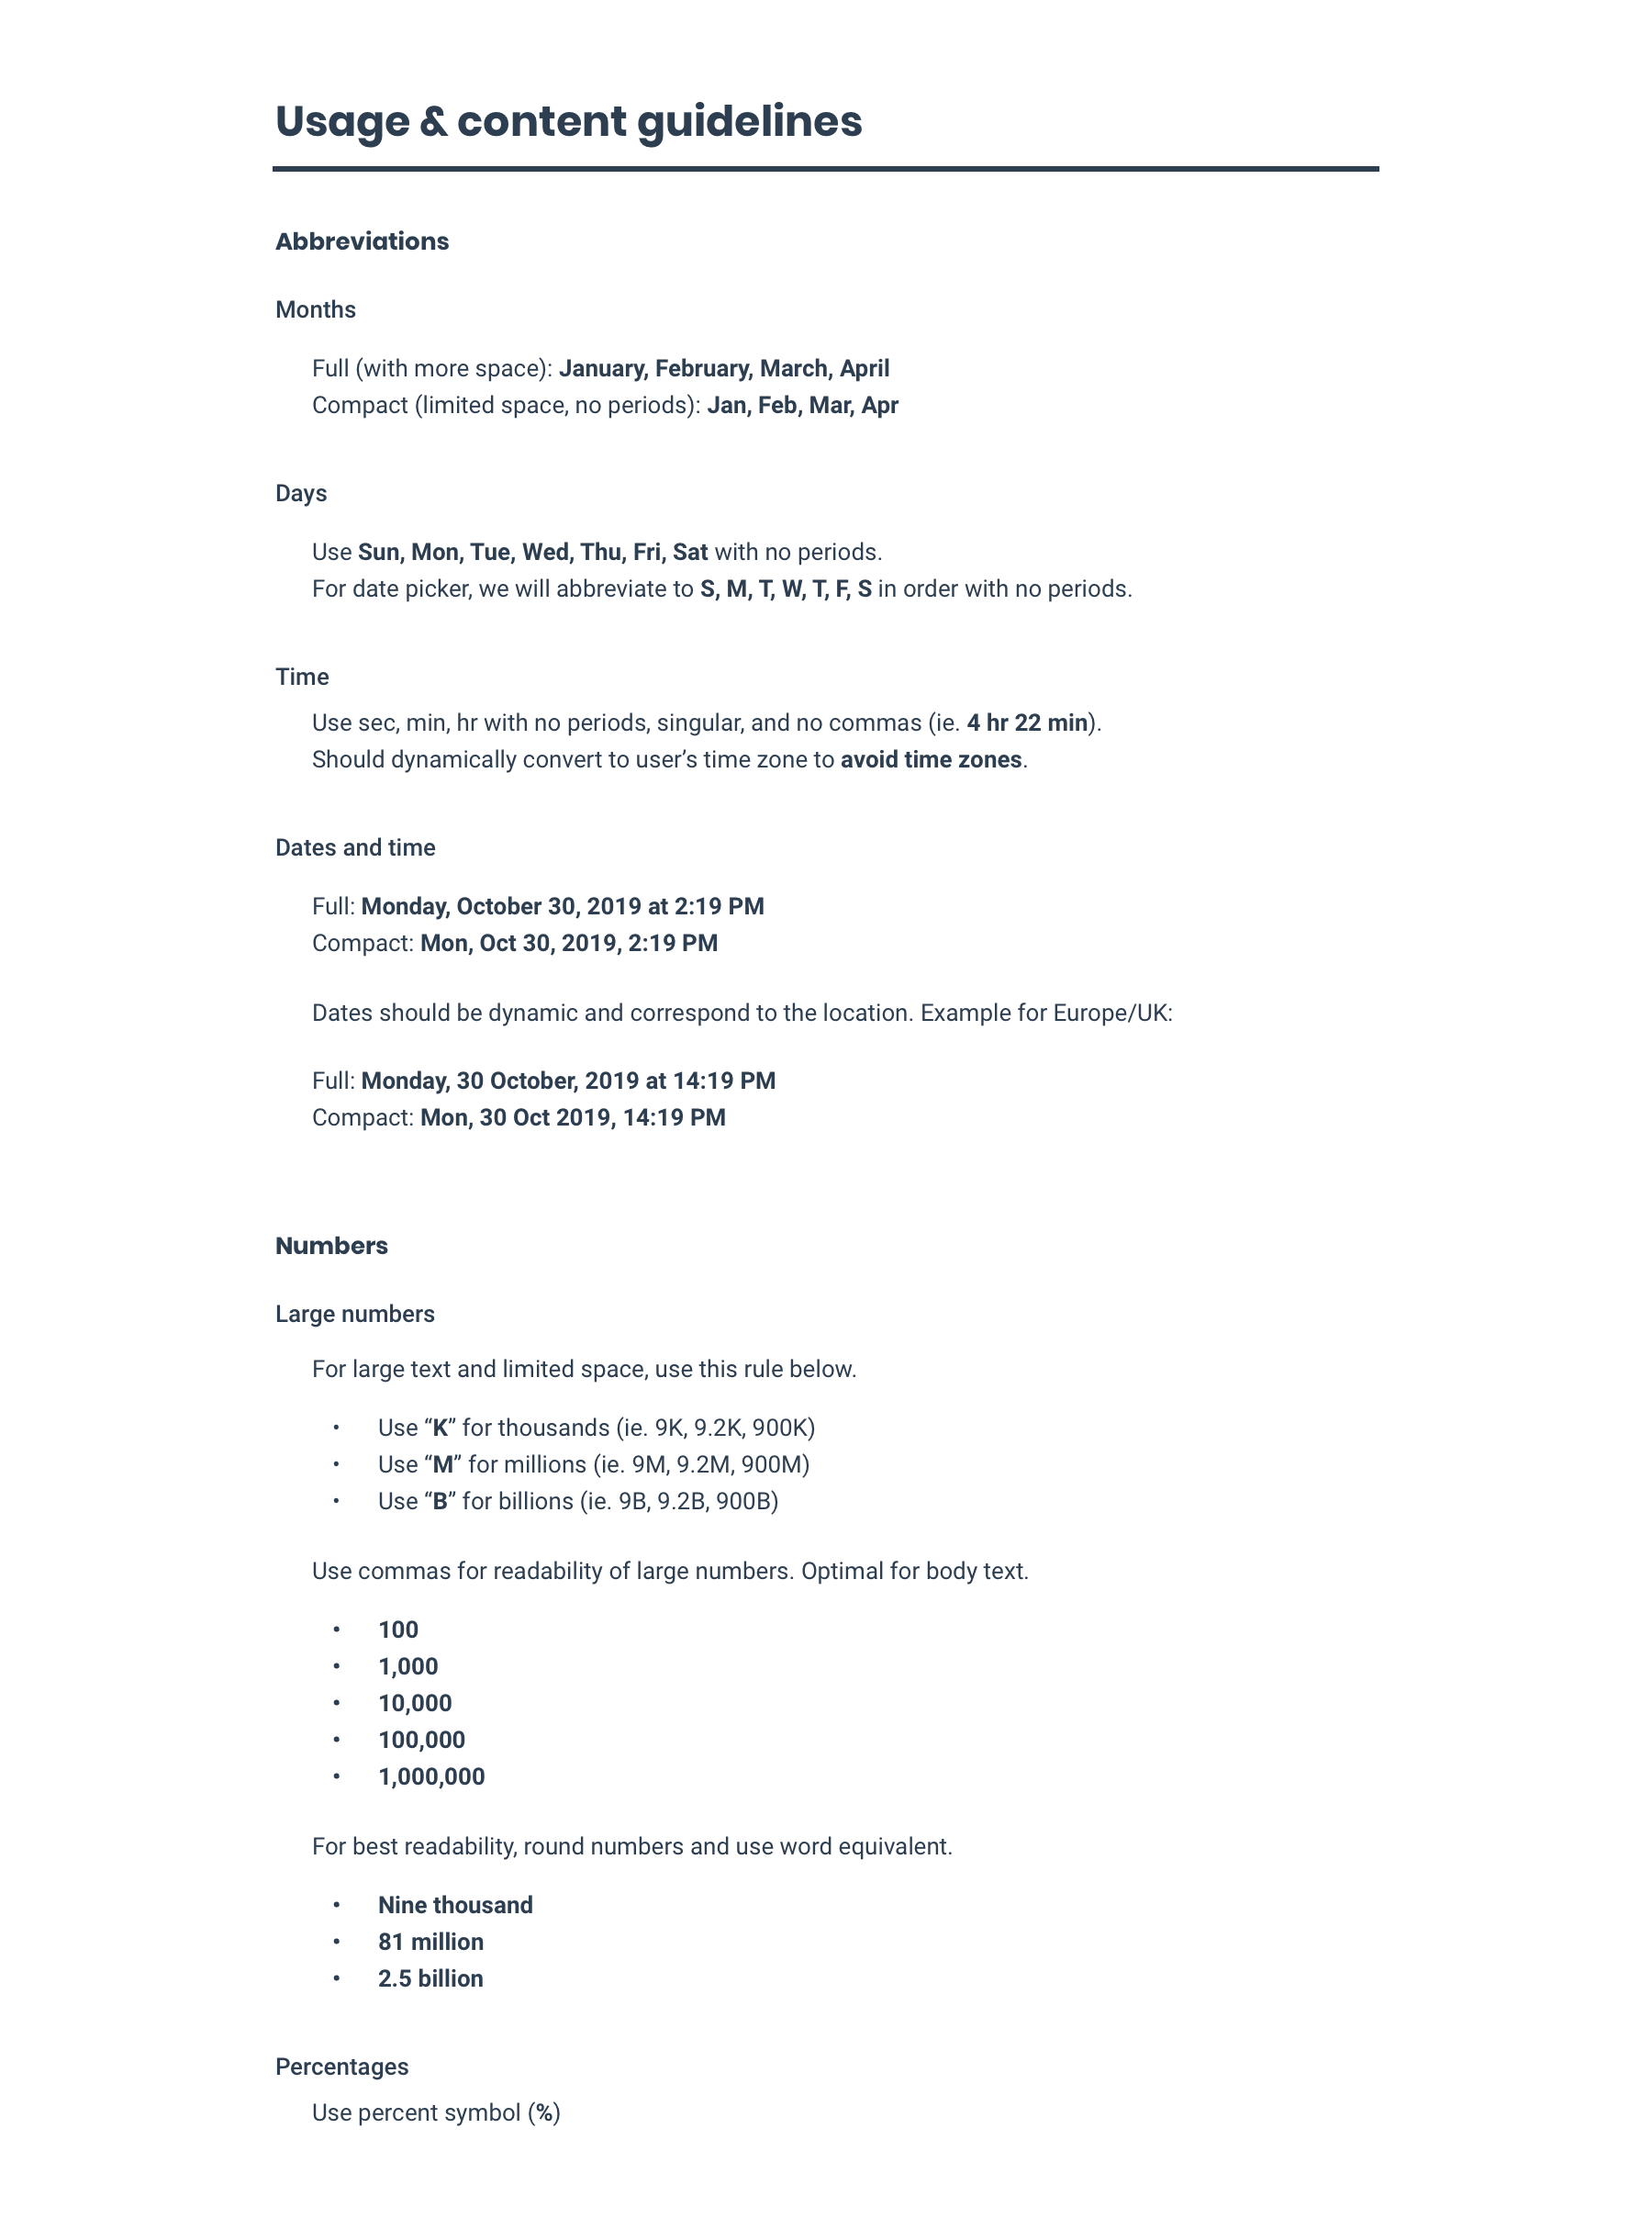 Usage & content guidelines
Abbreviations
Months
Full (with more space): January, February, March, April
Compact (limited space, no periods): Jan, Feb, Mar, Apr
Days
Use Sun, Mon, Tue, Wed, Thu, Fri, Sat with no periods.
For date picker, we will abbreviate to S, M, T, W, T, F, S in order with no periods.
Time
Use sec, min, hr with no periods, singular, and no commas (ie. 4 hr 22 min).
Should dynamically convert to user’s time zone to avoid time zones.
Dates and time
Full: Monday, October 30, 2019 at 2:19 PM
Compact: Mon, Oct 30, 2019, 2:19 PM
Dates should be dynamic and correspond to the location. Example for Europe/UK:
Full: Monday, 30 October, 2019 at 14:19 PM
Compact: Mon, 30 Oct 2019, 14:19 PM
Numbers
Large numbers
For large text and limited space, use this rule below.
• Use “K” for thousands (ie. 9K, 9.2K, 900K)
• Use “M” for millions (ie. 9M, 9.2M, 900M)
• Use “B” for billions (ie. 9B, 9.2B, 900B)
Use commas for readability of large numbers. Optimal for body text.
• 100
• 1,000
• 10,000
• 100,000
• 1,000,000
For best readability, round numbers and use word equivalent.
• Nine thousand
• 81 million
• 2.5 billion
Percentages
Use percent symbol (%)